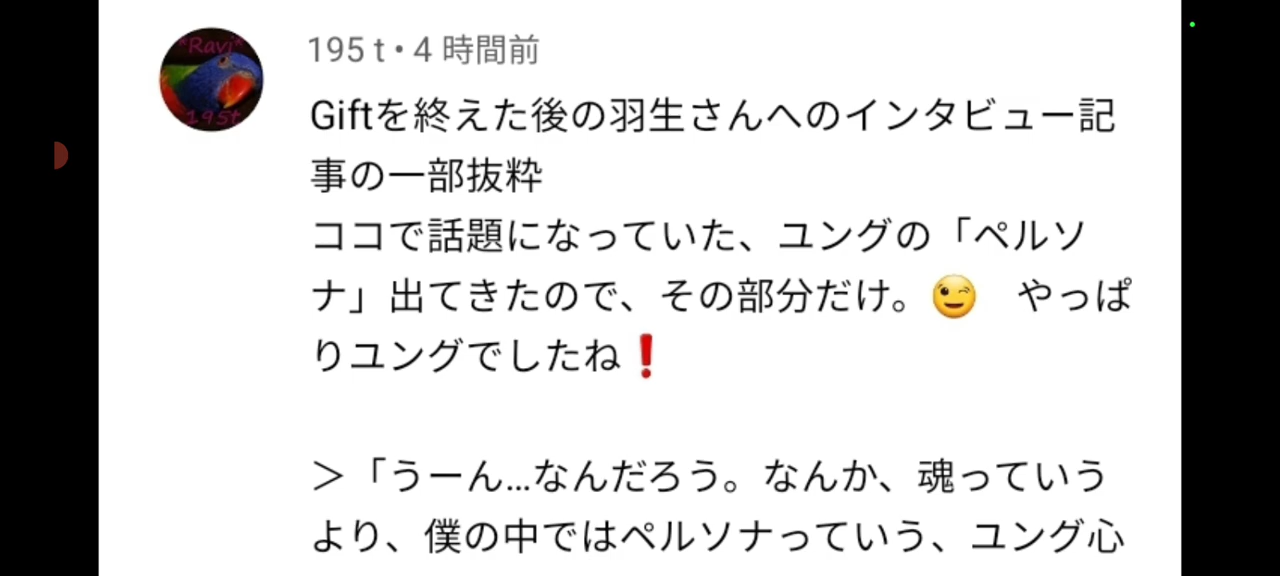 *Ravi*
195t
195 t • 4 時間前
Giftを終えた後の羽生さんへのインタビュー記
事の一部抜粋
ココで話題になっていた、ユングの「ペルソ
ナ」出てきたので、その部分だけ。😉　やっぱ
りユングでしたね❗
＞「うーん…なんだろう。なんか、魂っていう
より、僕の中ではペルソナっていう、ユング心